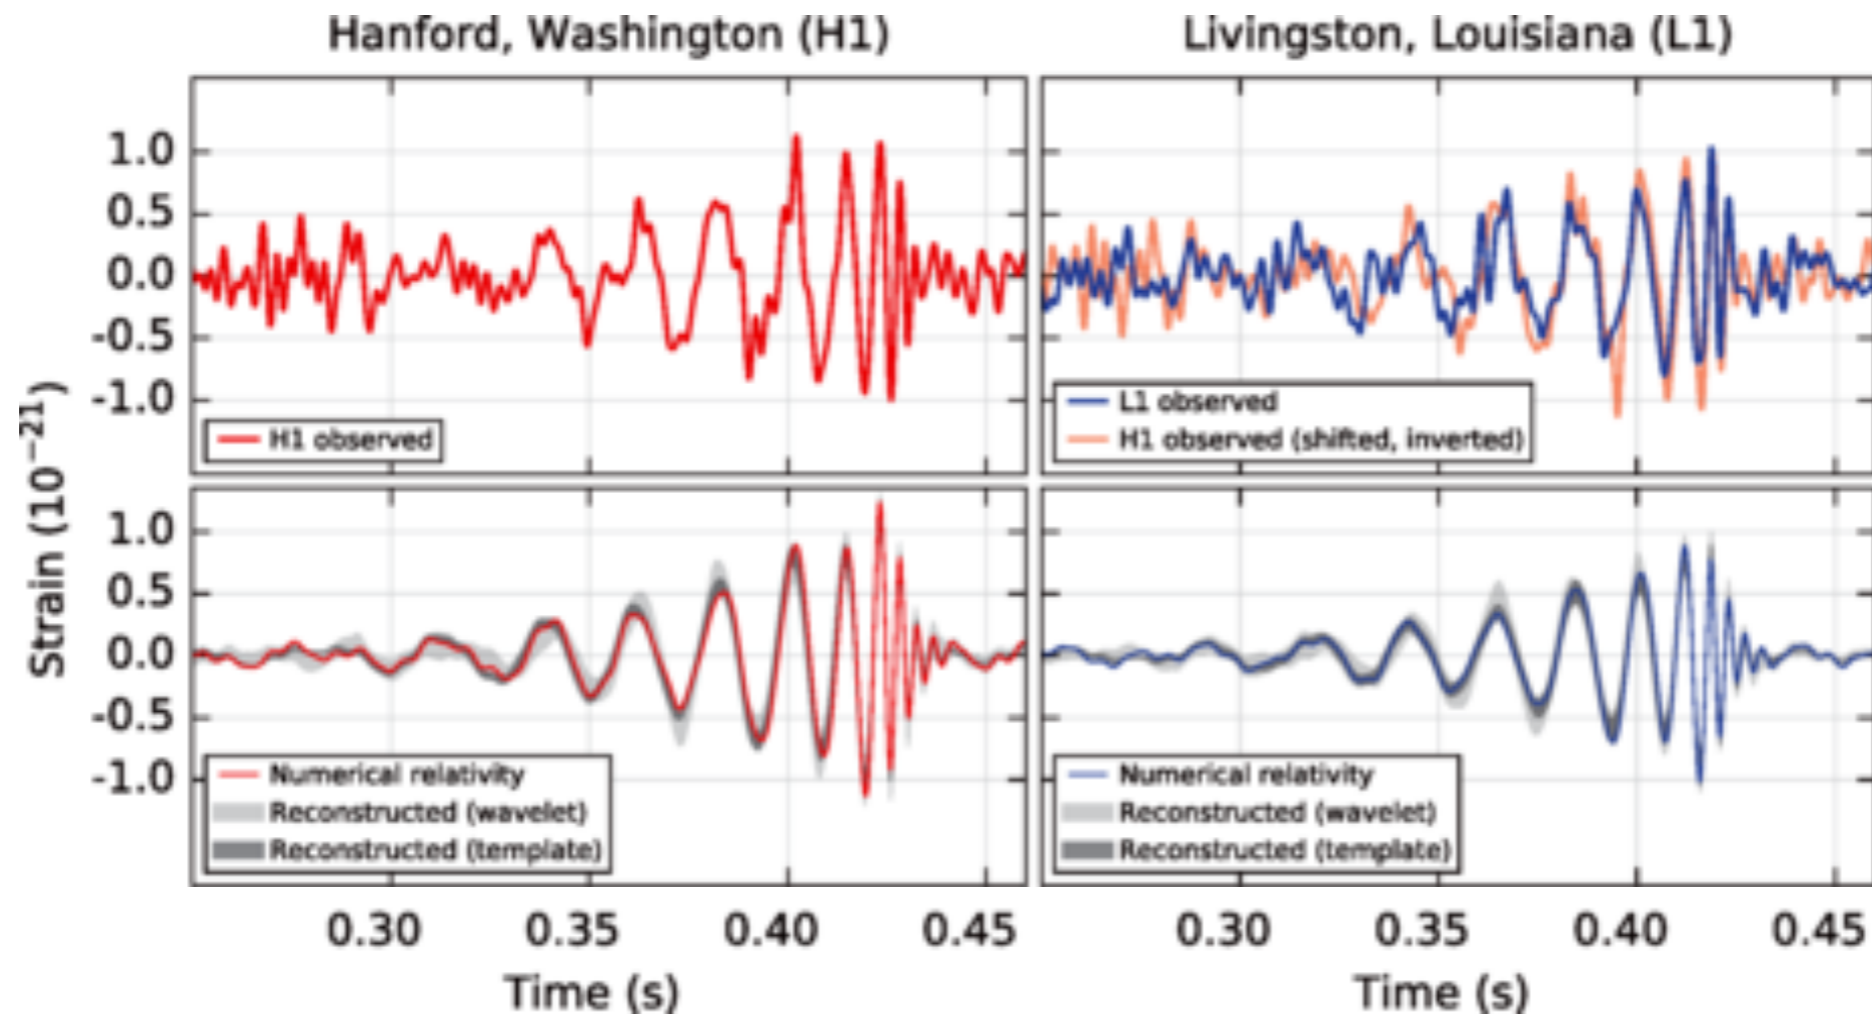 Hanford, Washington (H1)
Livingston, Louisiana (L1)
1.0
0.5
0.0
-0.5
-1.0
H1 observed
L1 observed
H1 observed (shifted, inverted)
Strain (10⁻²¹)
1.0
0.5
0.0
-0.5
-1.0
Numerical relativity
Reconstructed (wavelet)
Reconstructed (template)
Numerical relativity
Reconstructed (wavelet)
Reconstructed (template)
0.30 0.35 0.40 0.45
0.30 0.35 0.40 0.45
Time (s)
Time (s)